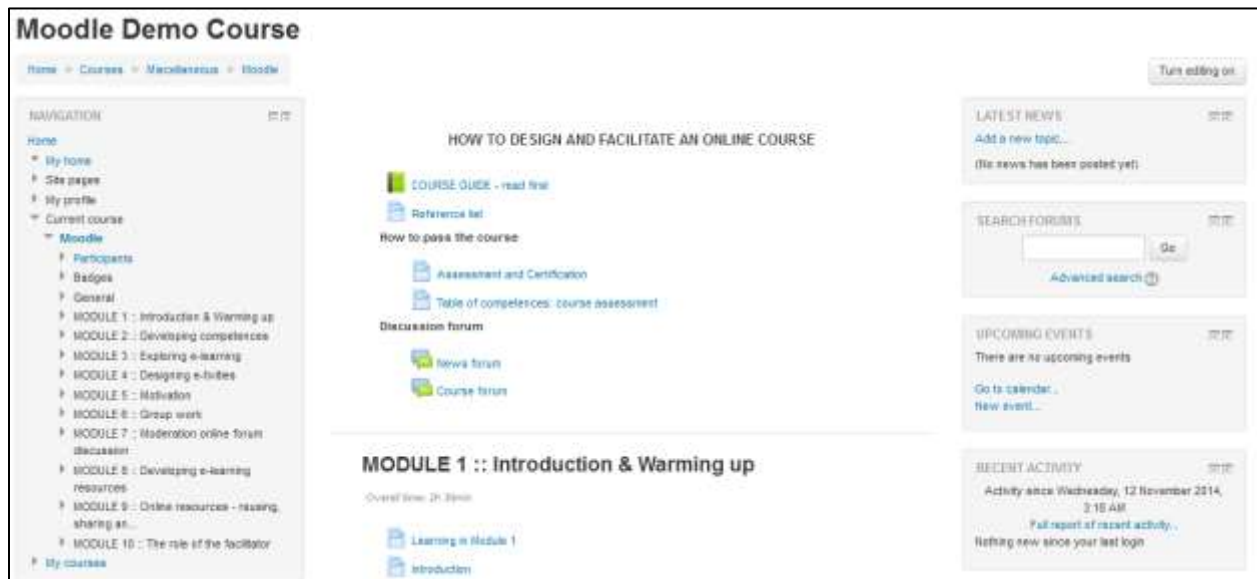 Moodle Demo Course
Home
Courses
Miscellaneous
Moodle
Turn editing on
NAVIGATION
Home
My home
Site pages
My profile
Current course
Moodle
Participants
Badges
General
MODULE 1 :: Introduction & Warming up
MODULE 2 :: Developing competences
MODULE 3 :: Exploring e-learning
MODULE 4 :: Designing e-tivities
MODULE 5 :: Motivation
MODULE 6 :: Group work
MODULE 7 :: Moderation online forum
discussion
MODULE 8 :: Developing e-learning
resources
MODULE 9 :: Online resources - reusing,
sharing an...
MODULE 10 :: The role of the facilitator
My courses
HOW TO DESIGN AND FACILITATE AN ONLINE COURSE
COURSE GUIDE - read first
Reference list
How to pass the course
Assessment and Certification
Table of competences: course assessment
Discussion forum
News forum
Course forum
MODULE 1 :: Introduction & Warming up
Overall time: 2h 30min
Learning in Module 1
Introduction
LATEST NEWS
Add a new topic...
(No news has been posted yet)
SEARCH FORUMS
Go
Advanced search
UPCOMING EVENTS
There are no upcoming events
Go to calendar...
New event...
RECENT ACTIVITY
Activity since Wednesday, 12 November 2014,
3:18 AM
Full report of recent activity...
Nothing new since your last login